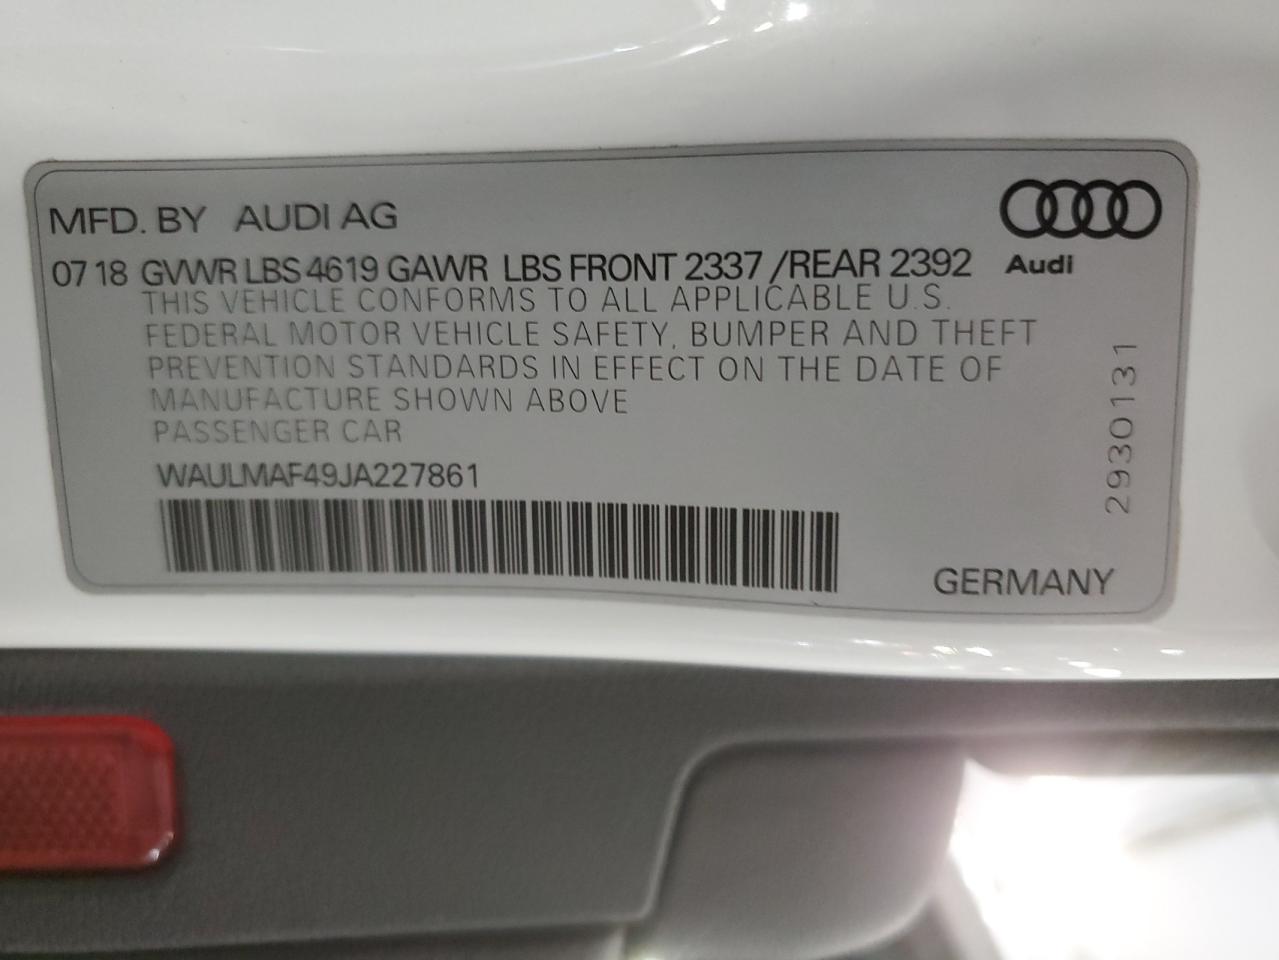 MFD. BY AUDI AG
07 18 GVWR LBS 4619 GAWR LBS FRONT 2337 /REAR 2392
Audi
THIS VEHICLE CONFORMS TO ALL APPLICABLE U.S.
FEDERAL MOTOR VEHICLE SAFETY, BUMPER AND THEFT
PREVENTION STANDARDS IN EFFECT ON THE DATE OF
MANUFACTURE SHOWN ABOVE
PASSENGER CAR
WAULMAF49JA227861
2930131
GERMANY